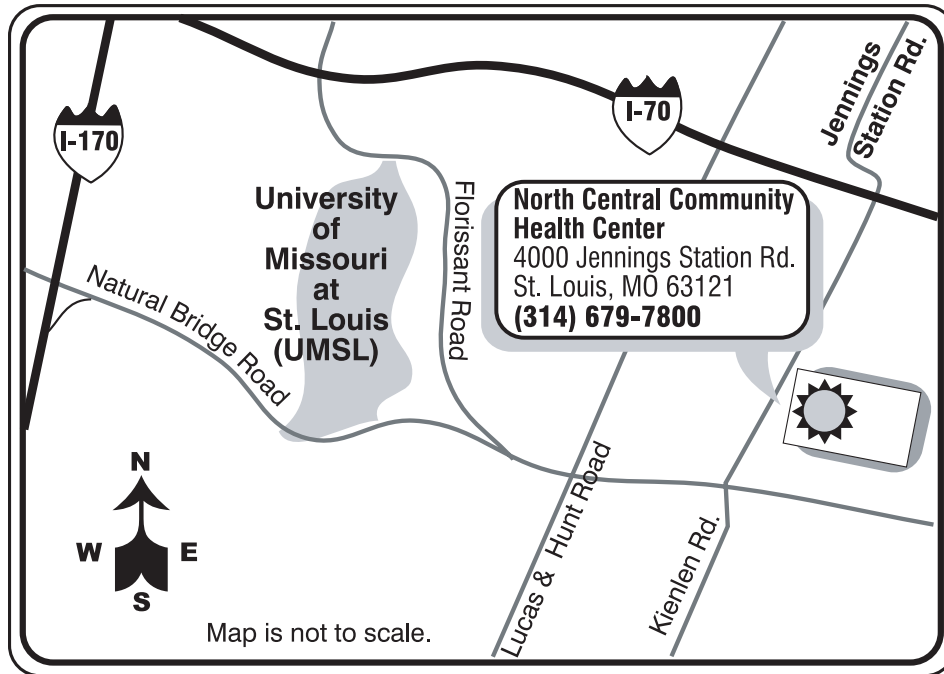 I-170
I-70
Jennings
Station Rd.
University
of
Missouri
at
St. Louis
(UMSL)
Florissant Road
North Central Community
Health Center
4000 Jennings Station Rd.
St. Louis, MO 63121
(314) 679-7800
Natural Bridge Road
Lucas & Hunt Road
Kienlen Rd.
N
W E
S
Map is not to scale.